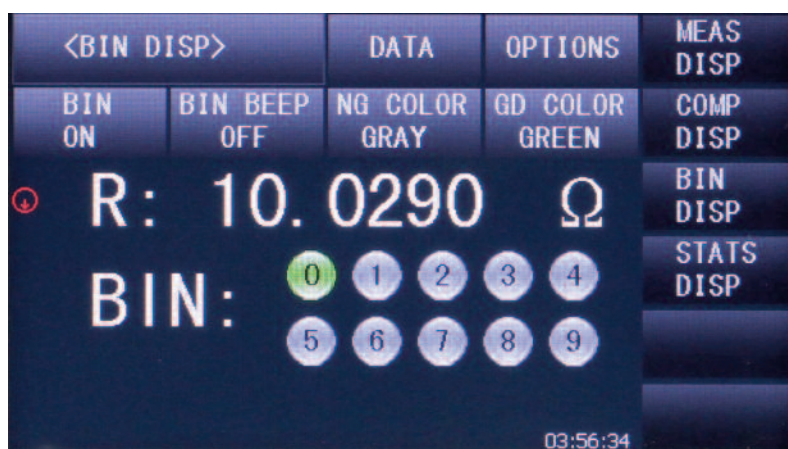 <BIN DISP> DATA OPTIONS MEAS
DISP
BIN BIN BEEP NG COLOR GD COLOR COMP
ON OFF GRAY GREEN DISP
R: 10.0290 Ω BIN
DISP
STATS
DISP
BIN: 0 1 2 3 4
5 6 7 8 9
03:56:34